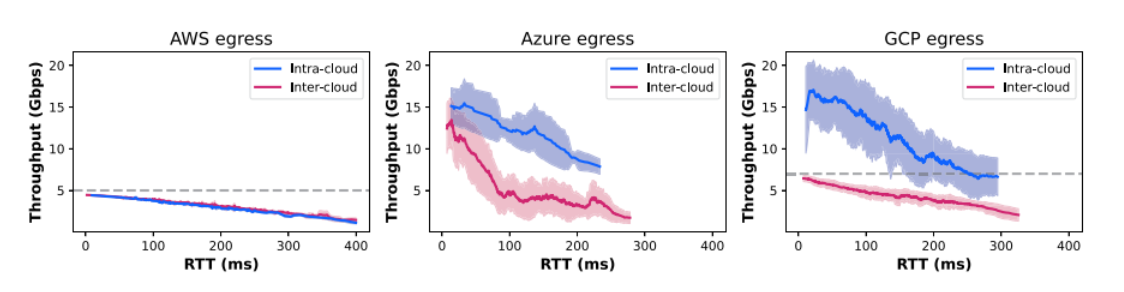 AWS egress
Throughput (Gbps)
20
15
10
5
Intra-cloud
Inter-cloud
0 100 200 300 400
RTT (ms)
Azure egress
Throughput (Gbps)
20
15
10
5
Intra-cloud
Inter-cloud
0 100 200 300 400
RTT (ms)
GCP egress
Throughput (Gbps)
20
15
10
5
Intra-cloud
Inter-cloud
0 100 200 300 400
RTT (ms)